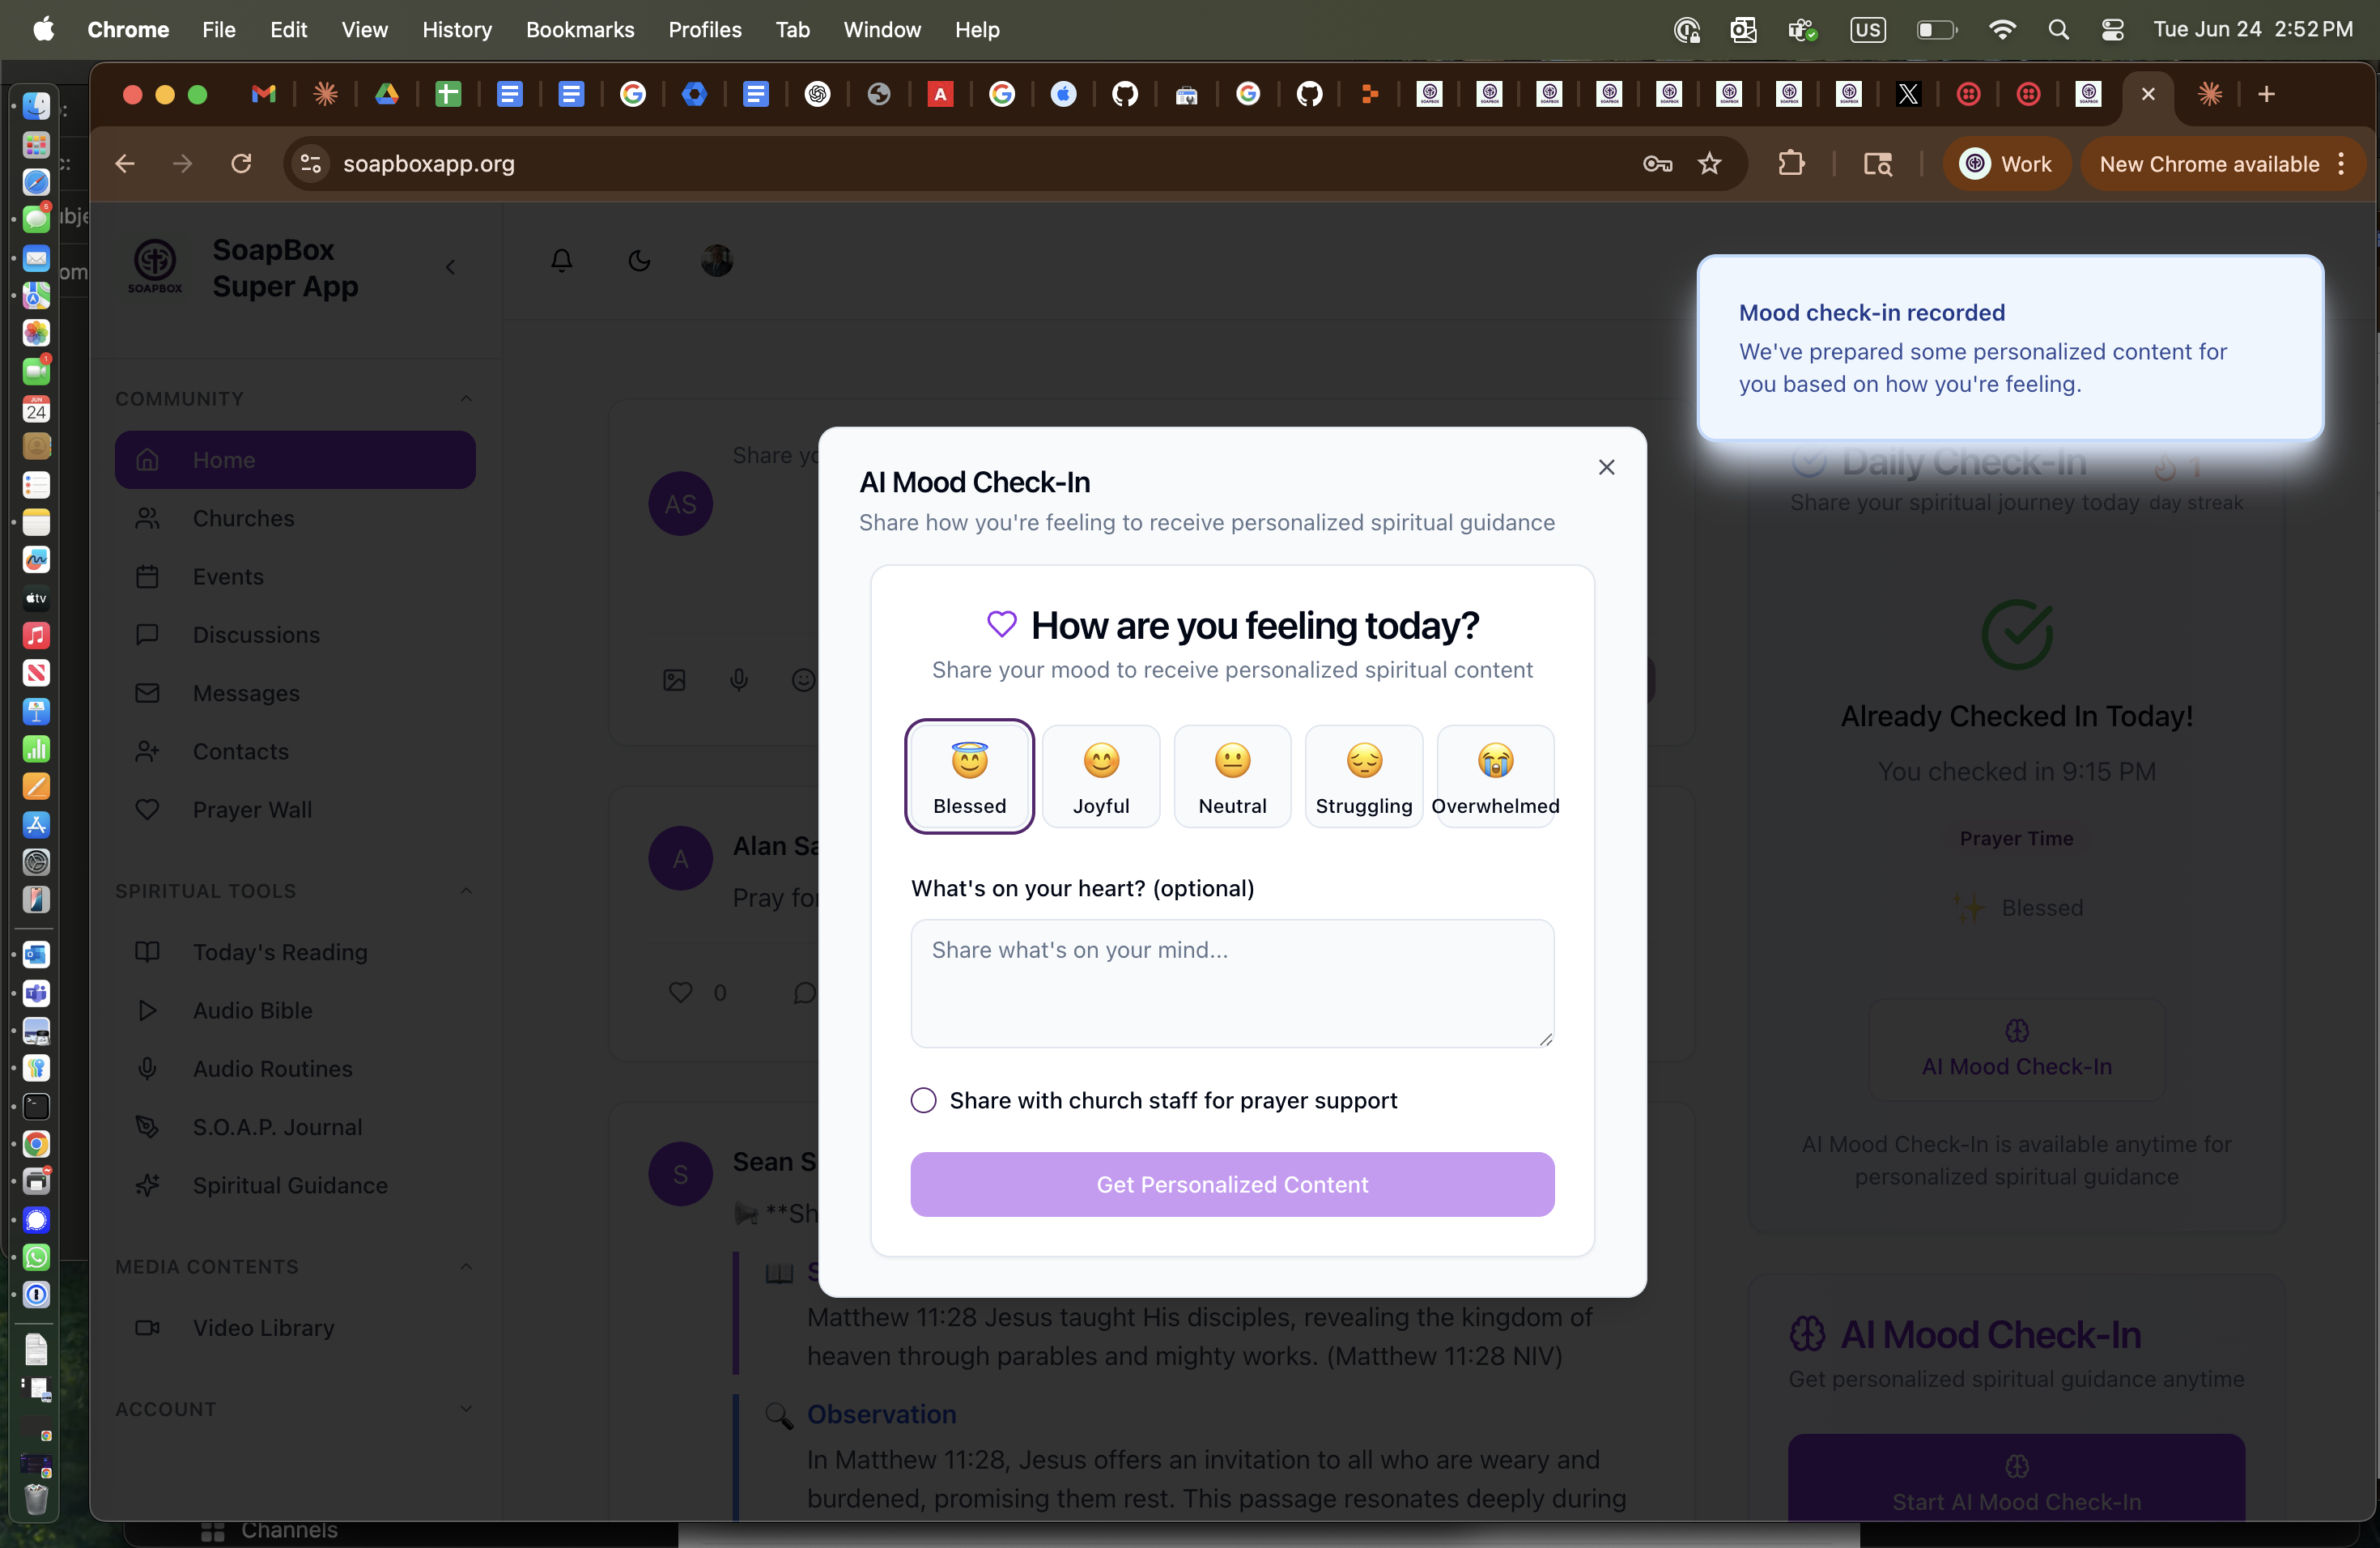 Chrome File Edit View History Bookmarks Profiles Tab Window Help
US
Tue Jun 24 2:52 PM
soapboxapp.org
Work
New Chrome available
SOAPBOX
SoapBox
Super App
COMMUNITY
Home
Churches
Events
Discussions
Messages
Contacts
Prayer Wall
SPIRITUAL TOOLS
Today's Reading
Audio Bible
Audio Routines
S.O.A.P. Journal
Spiritual Guidance
MEDIA CONTENTS
Video Library
ACCOUNT
Channels
AS
Share yo
A
Alan Sa
Pray for
0
S
Sean S
**Sh
S
Matthew 11:28 Jesus taught His disciples, revealing the kingdom of
heaven through parables and mighty works. (Matthew 11:28 NIV)
Observation
In Matthew 11:28, Jesus offers an invitation to all who are weary and
burdened, promising them rest. This passage resonates deeply during
AI Mood Check-In
Share how you're feeling to receive personalized spiritual guidance
How are you feeling today?
Share your mood to receive personalized spiritual content
Blessed Joyful Neutral Struggling Overwhelmed
What's on your heart? (optional)
Share what's on your mind...
Share with church staff for prayer support
Get Personalized Content
Mood check-in recorded
We've prepared some personalized content for
you based on how you're feeling.
Daily Check-In
1
Share your spiritual journey today
day streak
Already Checked In Today!
You checked in 9:15 PM
Prayer Time
Blessed
AI Mood Check-In
AI Mood Check-In is available anytime for
personalized spiritual guidance
AI Mood Check-In
Get personalized spiritual guidance anytime
Start AI Mood Check-In
5
1
JUN
24
tv